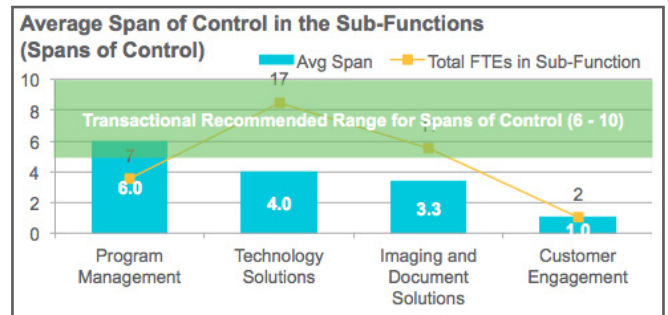 Average Span of Control in the Sub-Functions
(Spans of Control)
Avg Span
Total FTEs in Sub-Function
10
17
8
Transactional Recommended Range for Spans of Control (6 - 10)
6
7
4
6.0
4.0
3.3
2
2
1.0
0
Program Management
Technology Solutions
Imaging and Document Solutions
Customer Engagement